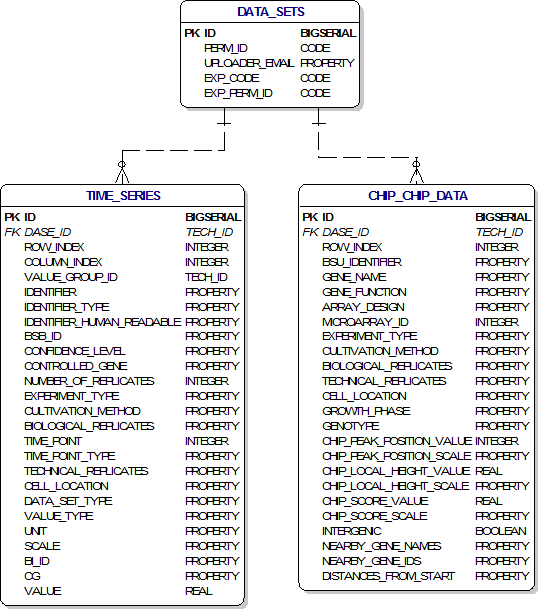 DATA_SETS
PK ID BIGSERIAL
PERM_ID CODE
UPLOADER_EMAIL PROPERTY
EXP_CODE CODE
EXP_PERM_ID CODE
TIME_SERIES
PK ID BIGSERIAL
FK DASE_ID TECH_ID
ROW_INDEX INTEGER
COLUMN_INDEX INTEGER
VALUE_GROUP_ID TECH_ID
IDENTIFIER PROPERTY
IDENTIFIER_TYPE PROPERTY
IDENTIFIER_HUMAN_READABLE PROPERTY
BSB_ID PROPERTY
CONFIDENCE_LEVEL PROPERTY
CONTROLLED_GENE PROPERTY
NUMBER_OF_REPLICATES INTEGER
EXPERIMENT_TYPE PROPERTY
CULTIVATION_METHOD PROPERTY
BIOLOGICAL_REPLICATES PROPERTY
TIME_POINT INTEGER
TIME_POINT_TYPE PROPERTY
TECHNICAL_REPLICATES PROPERTY
CELL_LOCATION PROPERTY
DATA_SET_TYPE PROPERTY
VALUE_TYPE PROPERTY
UNIT PROPERTY
SCALE PROPERTY
BI_ID PROPERTY
CG PROPERTY
VALUE REAL
CHIP_CHIP_DATA
PK ID BIGSERIAL
FK DASE_ID TECH_ID
ROW_INDEX INTEGER
BSU_IDENTIFIER PROPERTY
GENE_NAME PROPERTY
GENE_FUNCTION PROPERTY
ARRAY_DESIGN PROPERTY
MICROARRAY_ID INTEGER
EXPERIMENT_TYPE PROPERTY
CULTIVATION_METHOD PROPERTY
BIOLOGICAL_REPLICATES PROPERTY
TECHNICAL_REPLICATES PROPERTY
CELL_LOCATION PROPERTY
GROWTH_PHASE PROPERTY
GENOTYPE PROPERTY
CHIP_PEAK_POSITION_VALUE INTEGER
CHIP_PEAK_POSITION_SCALE PROPERTY
CHIP_LOCAL_HEIGHT_VALUE REAL
CHIP_LOCAL_HEIGHT_SCALE PROPERTY
CHIP_SCORE_VALUE REAL
CHIP_SCORE_SCALE PROPERTY
INTERGENIC BOOLEAN
NEARBY_GENE_NAMES PROPERTY
NEARBY_GENE_IDS PROPERTY
DISTANCES_FROM_START PROPERTY